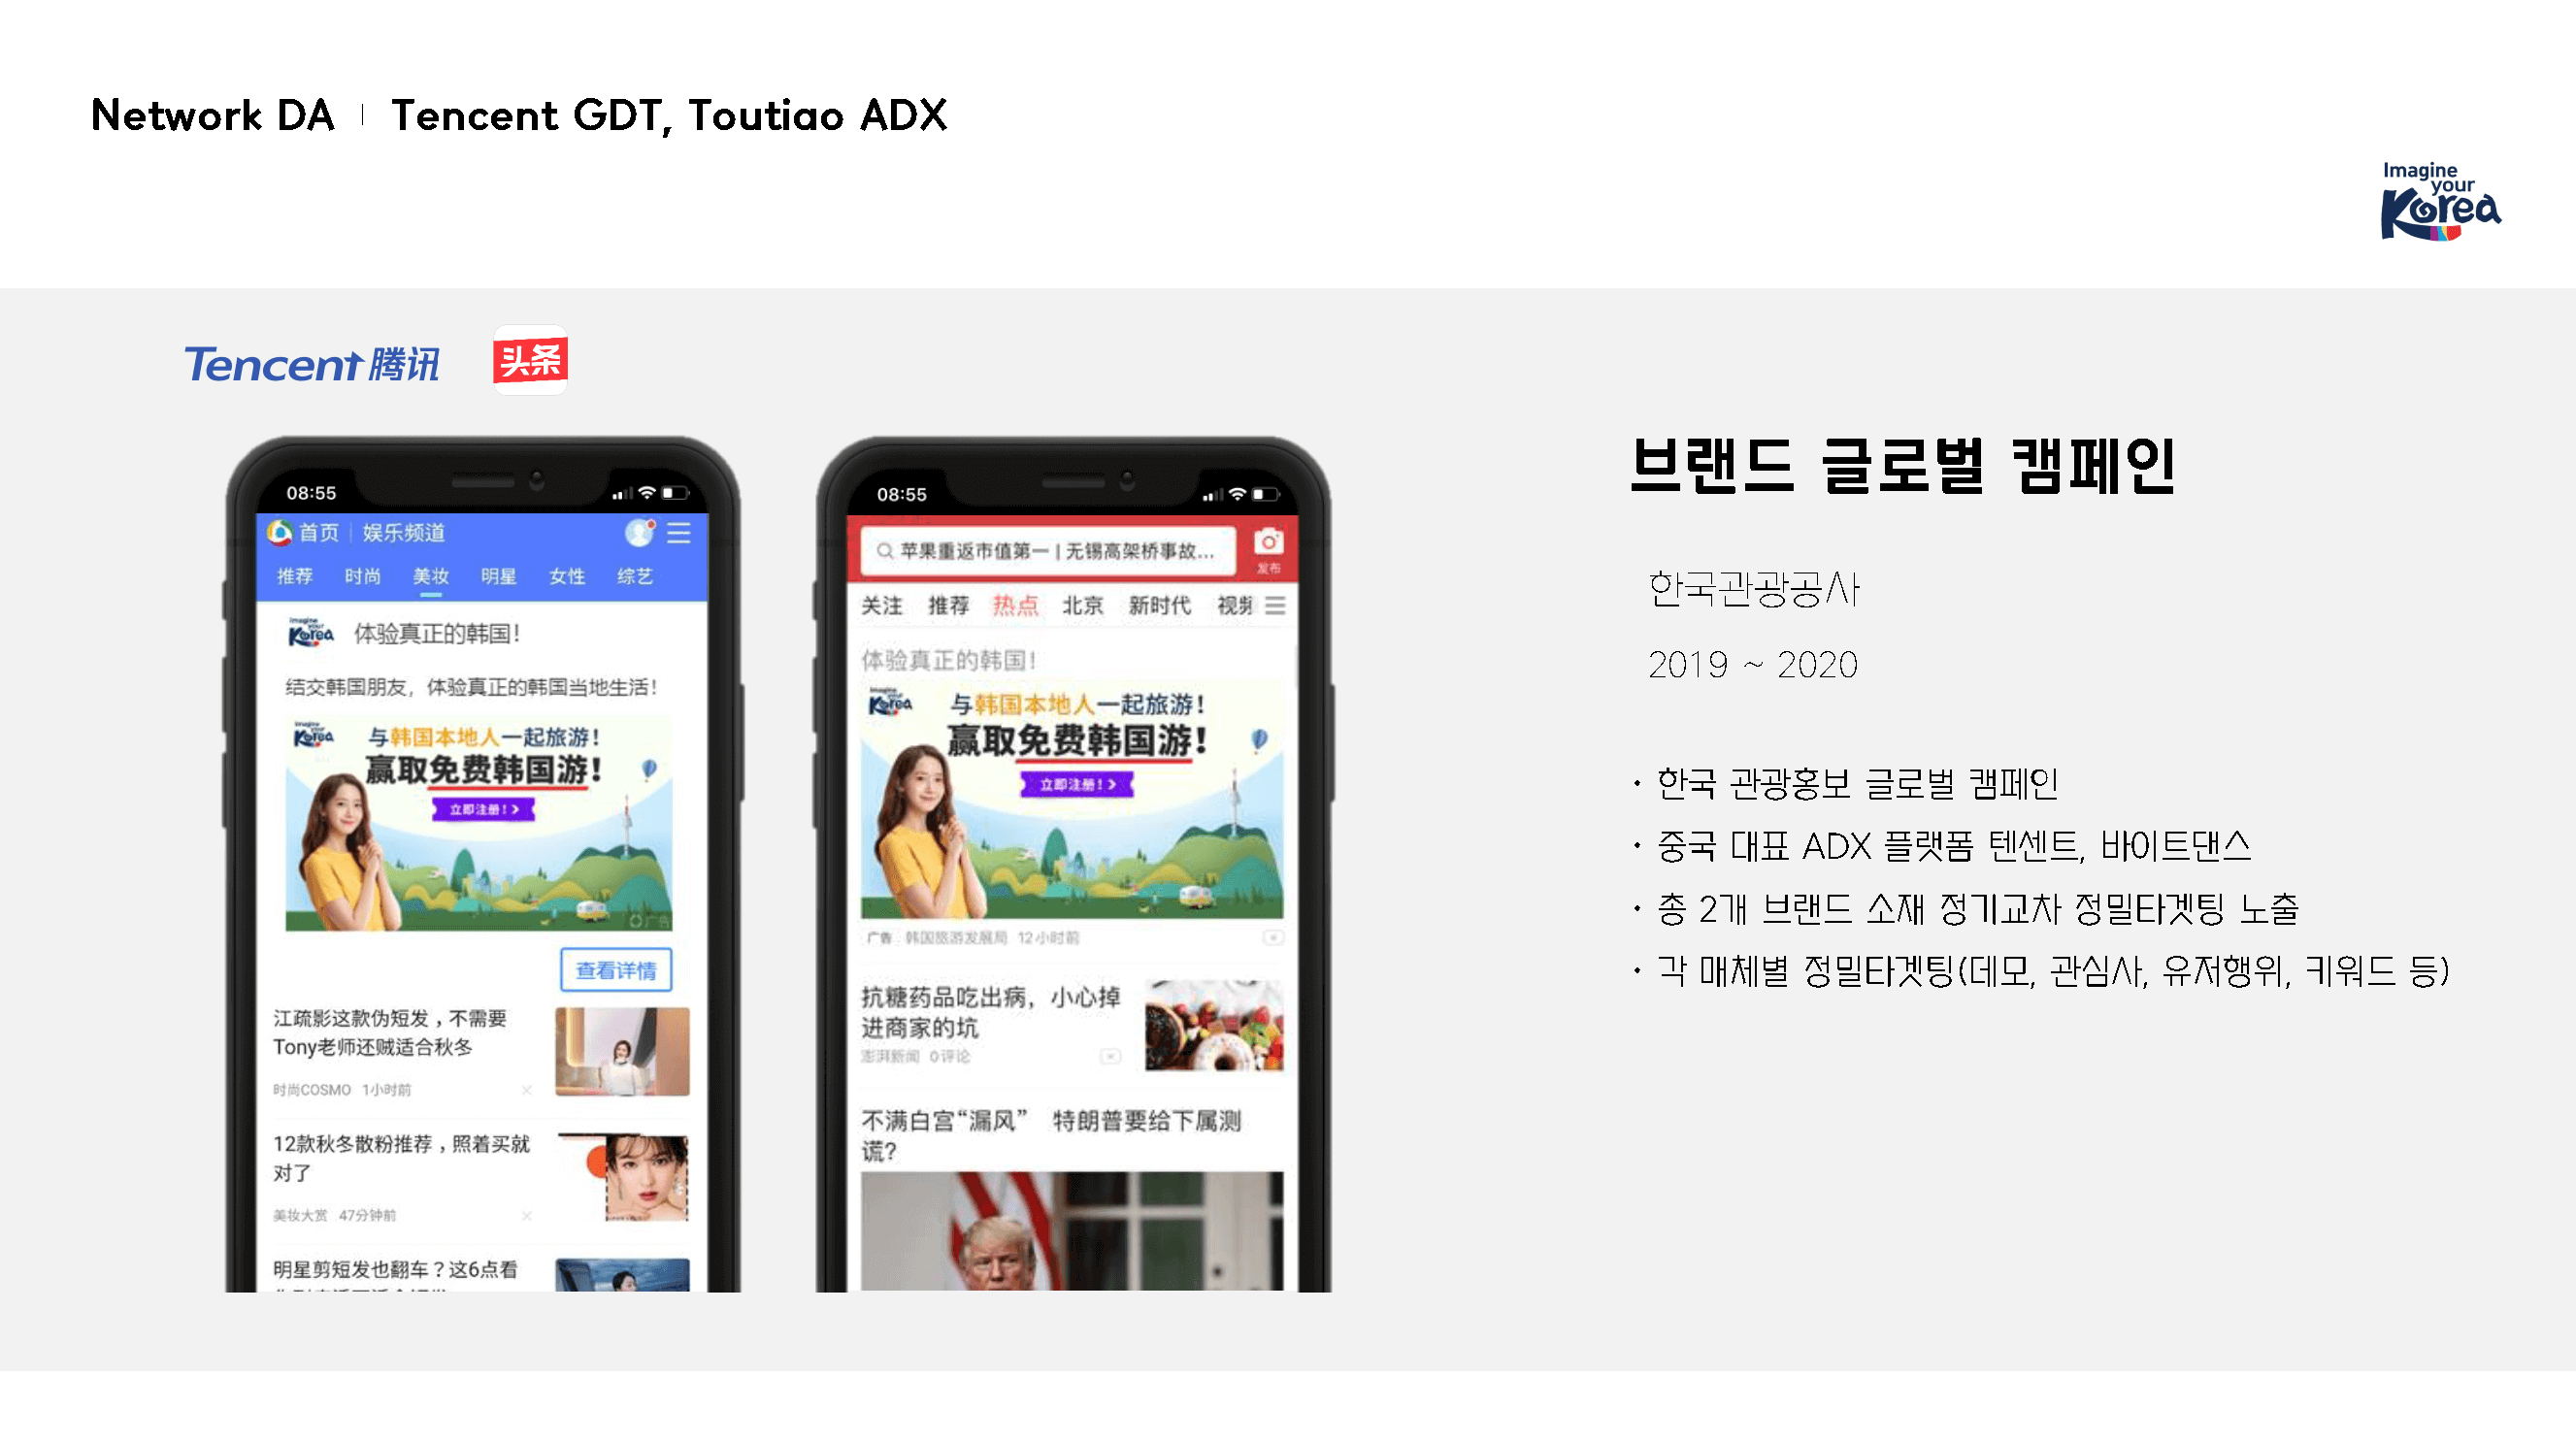 Network DA | Tencent GDT, Toutiao ADX
Imagine
your
Korea
Tencent 腾讯
头条
08:55
首页 | 娱乐频道
推荐 时尚 美妆 明星 女性 综艺
Imagine your Korea 体验真正的韩国！
结交韩国朋友，体验真正的韩国当地生活！
Imagine your Korea
与韩国本地人一起旅游！
赢取免费韩国游！
立即注册！>
广告
查看详情
江疏影这款伪短发，不需要
Tony老师还贼适合秋冬
时尚COSMO 1小时前
12款秋冬散粉推荐，照着买就
对了
美妆大赏 47分钟前
明星剪短发也翻车？这6点看
08:55
苹果重返市值第一 | 无锡高架桥事故...
发布
关注 推荐 热点 北京 新时代 视频
体验真正的韩国！
Imagine your Korea
与韩国本地人一起旅游！
赢取免费韩国游！
立即注册！>
广告 韩国旅游发展局 12小时前
抗糖药品吃出病，小心掉
进商家的坑
澎湃新闻 0评论
不满白宫“漏风” 特朗普要给下属测
谎?
브랜드 글로벌 캠페인
한국관광공사
2019 ~ 2020
· 한국 관광홍보 글로벌 캠페인
· 중국 대표 ADX 플랫폼 텐센트, 바이트댄스
· 총 2개 브랜드 소재 정기교차 정밀타겟팅 노출
· 각 매체별 정밀타겟팅(데모, 관심사, 유저행위, 키워드 등)